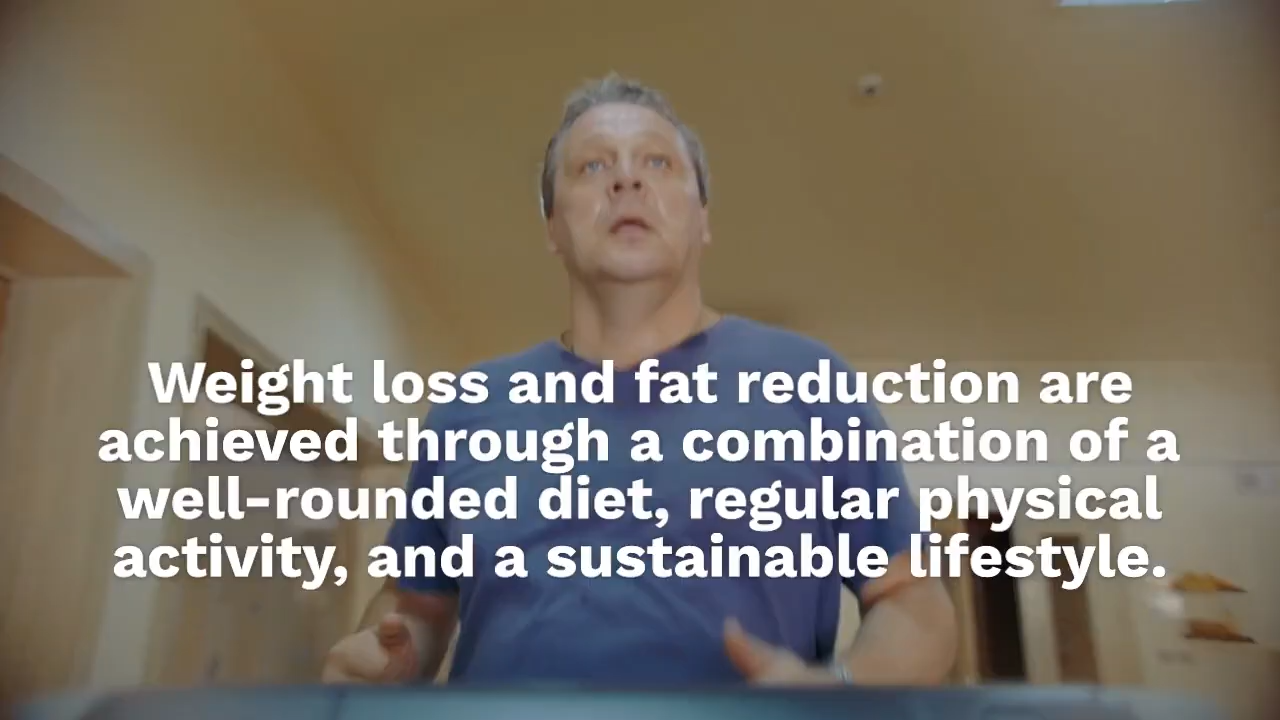 Weight loss and fat reduction are
achieved through a combination of a
well-rounded diet, regular physical
activity, and a sustainable lifestyle.